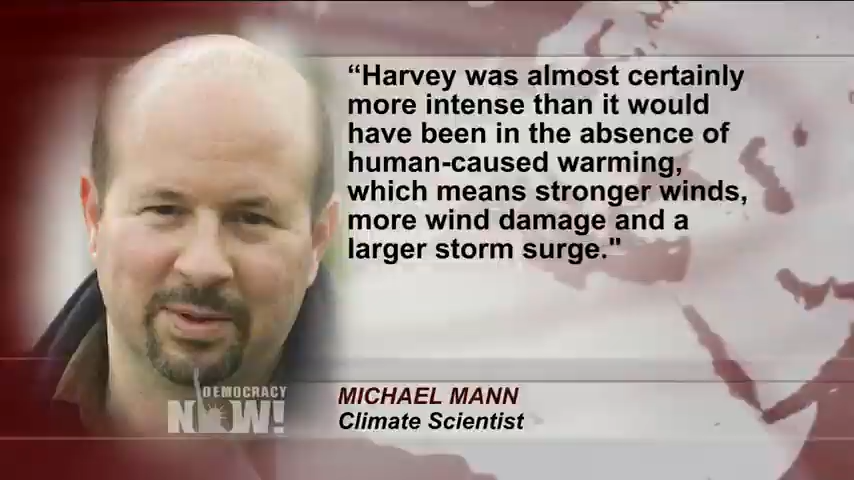 “Harvey was almost certainly
more intense than it would
have been in the absence of
human-caused warming,
which means stronger winds,
more wind damage and a
larger storm surge."
DEMOCRACY
NOW!
MICHAEL MANN
Climate Scientist